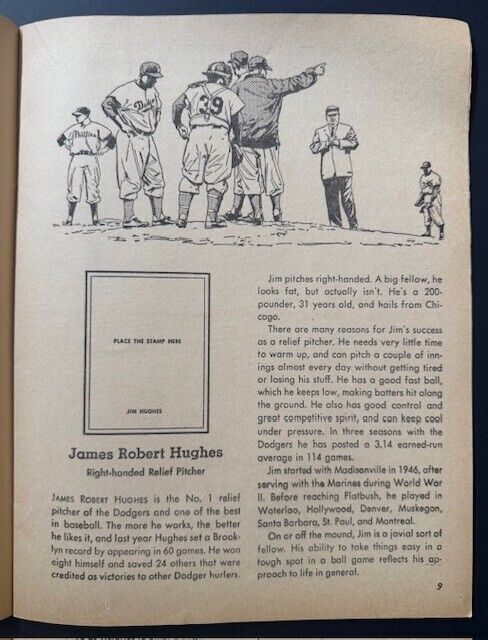 Phillies
Dodgers
39
PLACE THE STAMP HERE
JIM HUGHES
James Robert Hughes
Right-handed Relief Pitcher
JAMES ROBERT HUGHES is the No. 1 relief
pitcher of the Dodgers and one of the best
in baseball. The more he works, the better
he likes it, and last year Hughes set a Brook-
lyn record by appearing in 60 games. He won
eight himself and saved 24 others that were
credited as victories to other Dodger hurlers.
Jim pitches right-handed. A big fellow, he
looks fat, but actually isn't. He's a 200-
pounder, 31 years old, and hails from Chi-
cago.
There are many reasons for Jim's success
as a relief pitcher. He needs very little time
to warm up, and can pitch a couple of inn-
ings almost every day without getting tired
or losing his stuff. He has a good fast ball,
which he keeps low, making batters hit along
the ground. He also has good control and
great competitive spirit, and can keep cool
under pressure. In three seasons with the
Dodgers he has posted a 3.14 earned-run
average in 114 games.
Jim started with Madisonville in 1946, after
serving with the Marines during World War
II. Before reaching Flatbush, he played in
Waterloo, Hollywood, Denver, Muskegon,
Santa Barbara, St. Paul, and Montreal.
On or off the mound, Jim is a jovial sort of
fellow. His ability to take things easy in a
tough spot in a ball game reflects his ap-
proach to life in general.
9